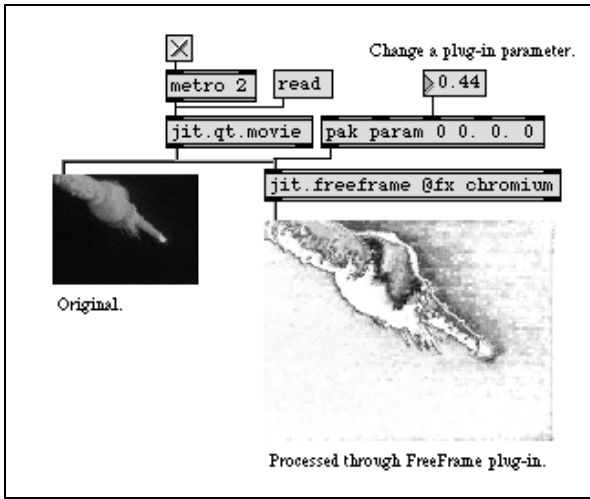 Change a plug-in parameter.
metro 2
read
0.44
jit.qt.movie
pak param 0 0. 0. 0
jit.freeframe @fx chromium
Original.
Processed through FreeFrame plug-in.